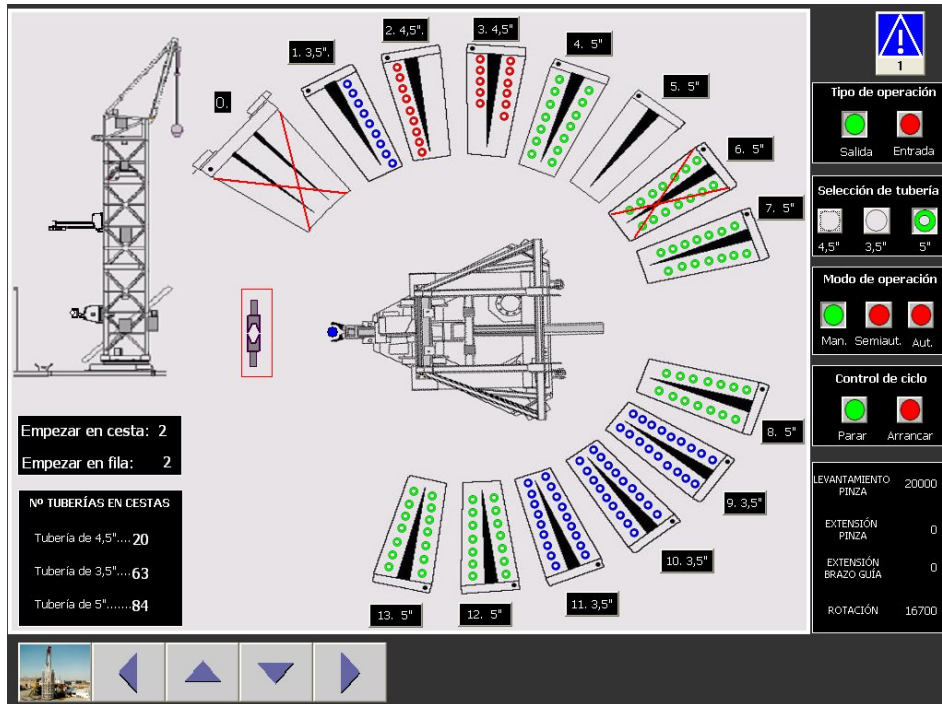 0.
1. 3,5".
2. 4,5".
3. 4,5"
4. 5"
5. 5"
6. 5"
7. 5"
8. 5"
9. 3,5"
10. 3,5"
11. 3,5"
12. 5"
13. 5"
Empezar en cesta: 2
Empezar en fila: 2
Nº TUBERÍAS EN CESTAS
Tubería de 4,5"....20
Tubería de 3,5"....63
Tubería de 5".......84
1
Tipo de operación
Salida Entrada
Selección de tubería
4,5" 3,5" 5"
Modo de operación
Man. Semiaut. Aut.
Control de ciclo
Parar Arrancar
LEVANTAMIENTO 20000
PINZA
EXTENSIÓN 0
PINZA
EXTENSIÓN 0
BRAZO GUÍA
ROTACIÓN 16700